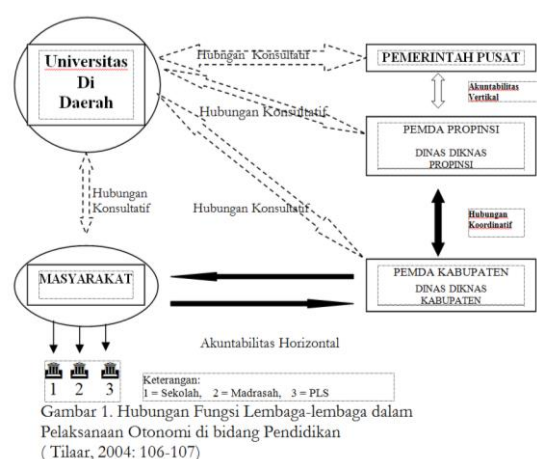 Universitas
Di
Daerah
Hubngan Konsultatif
PEMERINTAH PUSAT
Akuntabilitas
Vertikal
Hubungan Konsultatif
PEMDA PROPINSI
DINAS DIKNAS
PROPINSI
Hubungan
Konsultatif
Hubungan Konsultatif
Hubungan
Koordinatif
MASYARAKAT
PEMDA KABUPATEN
DINAS DIKNAS
KABUPATEN
Akuntabilitas Horizontal
1 2 3
Keterangan:
1 = Sekolah, 2 = Madrasah, 3 = PLS
Gambar 1. Hubungan Fungsi Lembaga-lembaga dalam
Pelaksanaan Otonomi di bidang Pendidikan
( Tilaar, 2004: 106-107)